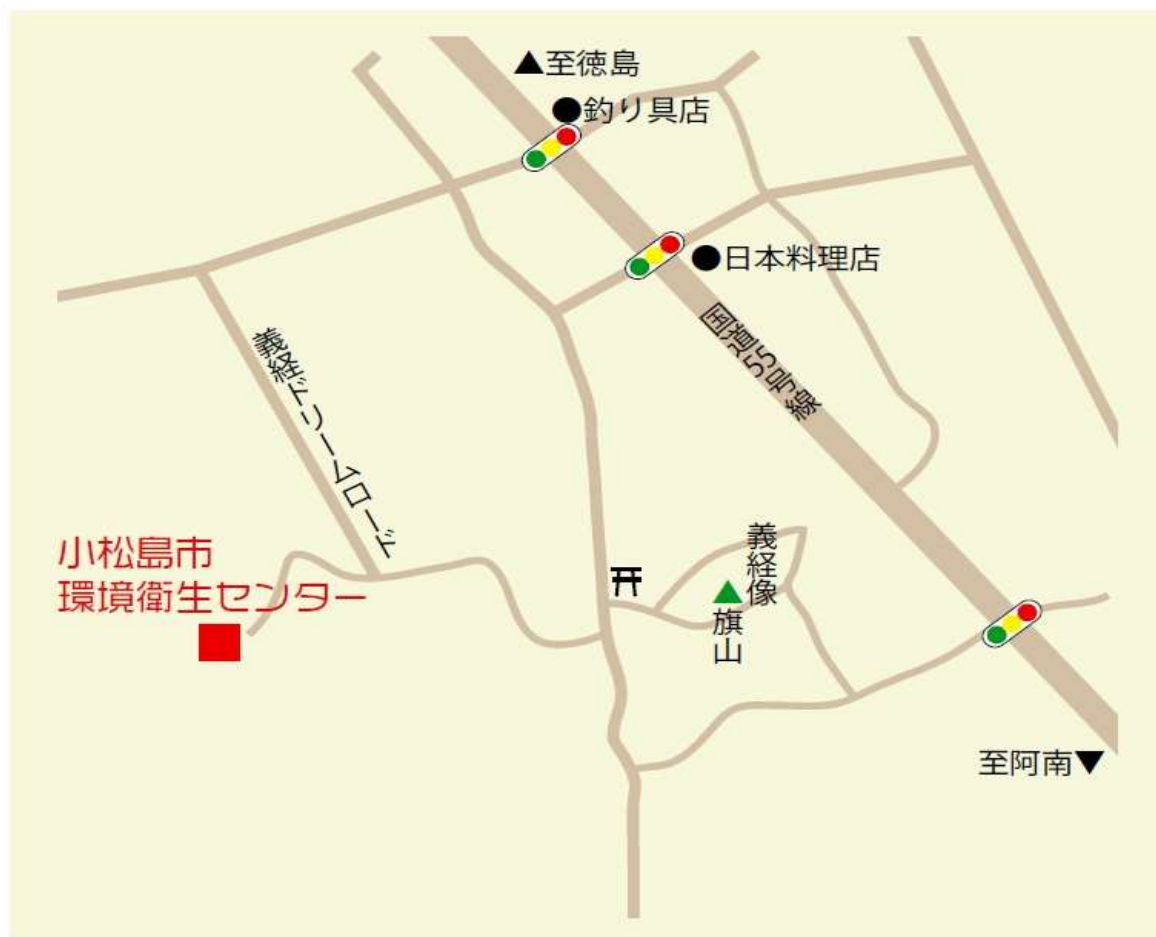 ▲至徳島
●釣り具店
●日本料理店
国道55号線
義経ドリームロード
小松島市
環境衛生センター
義経像
▲旗山
至阿南▼